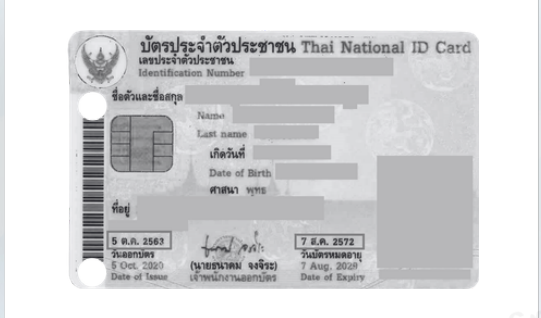 บัตรประจำตัวประชาชน Thai National ID Card
เลขประจำตัวประชาชน
Identification Number
ชื่อตัวและชื่อสกุล
Name
Last name
เกิดวันที่
Date of Birth
ศาสนา พุทธ
ที่อยู่
5 ต.ค. 2563
วันออกบัตร
5 Oct. 2020
Date of Issue
(นายธนาคม จงจิระ)
เจ้าพนักงานออกบัตร
7 ส.ค. 2572
วันบัตรหมดอายุ
7 Aug. 2029
Date of Expiry